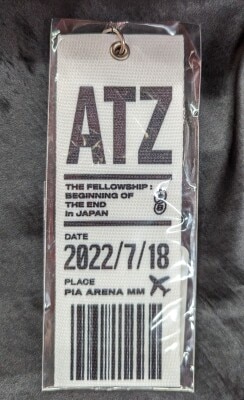 ATZ
THE FELLOWSHIP :
BEGINNING OF
THE END
in JAPAN
DATE
2022/7/18
PLACE
PIA ARENA MM